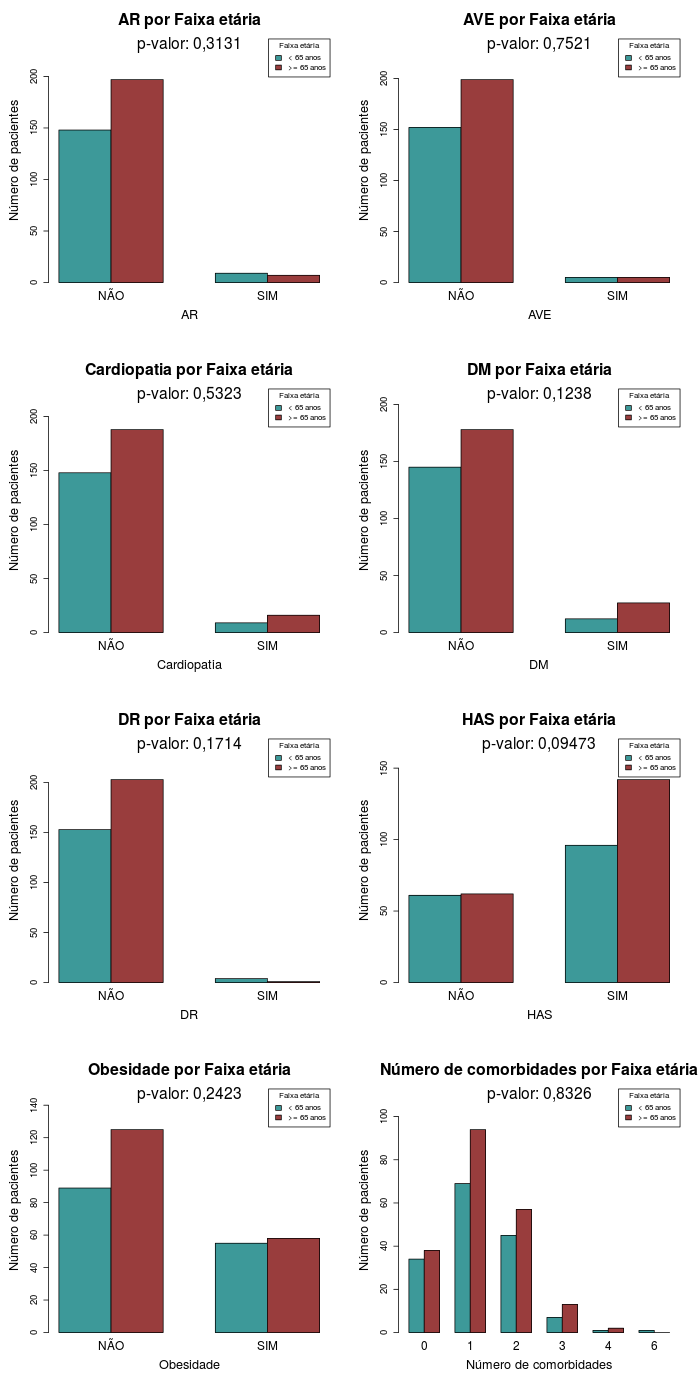 AR por Faixa etária
p-valor: 0,3131
Faixa etária
< 65 anos
>= 65 anos
Número de pacientes
200
150
100
50
0
NÃO SIM
AR
AVE por Faixa etária
p-valor: 0,7521
Faixa etária
< 65 anos
>= 65 anos
Número de pacientes
200
150
100
50
0
NÃO SIM
AVE
Cardiopatia por Faixa etária
p-valor: 0,5323
Faixa etária
< 65 anos
>= 65 anos
Número de pacientes
200
150
100
50
0
NÃO SIM
Cardiopatia
DM por Faixa etária
p-valor: 0,1238
Faixa etária
< 65 anos
>= 65 anos
Número de pacientes
200
150
100
50
0
NÃO SIM
DM
DR por Faixa etária
p-valor: 0,1714
Faixa etária
< 65 anos
>= 65 anos
Número de pacientes
200
150
100
50
0
NÃO SIM
DR
HAS por Faixa etária
p-valor: 0,09473
Faixa etária
< 65 anos
>= 65 anos
Número de pacientes
150
100
50
0
NÃO SIM
HAS
Obesidade por Faixa etária
p-valor: 0,2423
Faixa etária
< 65 anos
>= 65 anos
Número de pacientes
140
120
100
80
60
40
20
0
NÃO SIM
Obesidade
Número de comorbidades por Faixa etária
p-valor: 0,8326
Faixa etária
< 65 anos
>= 65 anos
Número de pacientes
100
80
60
40
20
0
0 1 2 3 4 6
Número de comorbidades